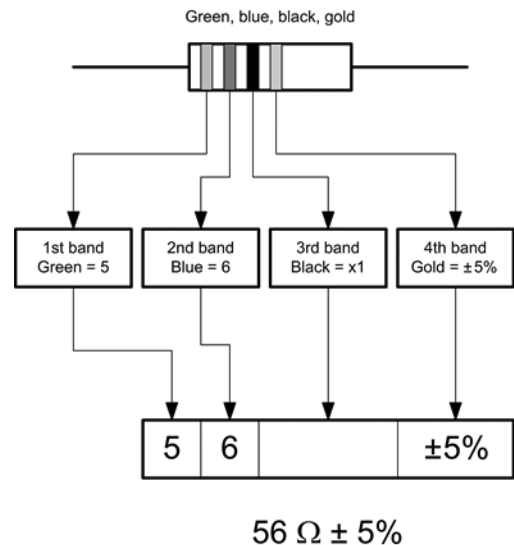 Green, blue, black, gold
1st band
Green = 5
2nd band
Blue = 6
3rd band
Black = x1
4th band
Gold = ±5%
5
6
±5%
56 Ω ± 5%